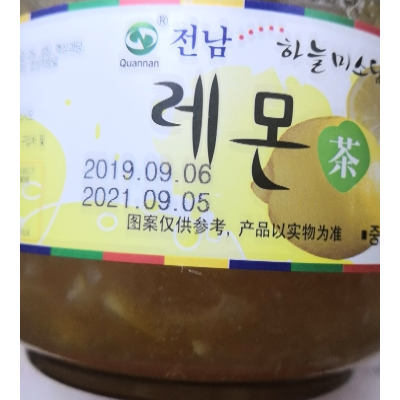 ® 전남 하늘미소담
Quannan
레몬 茶
2019.09.06
2021.09.05
图案仅供参考,产品以实物为准